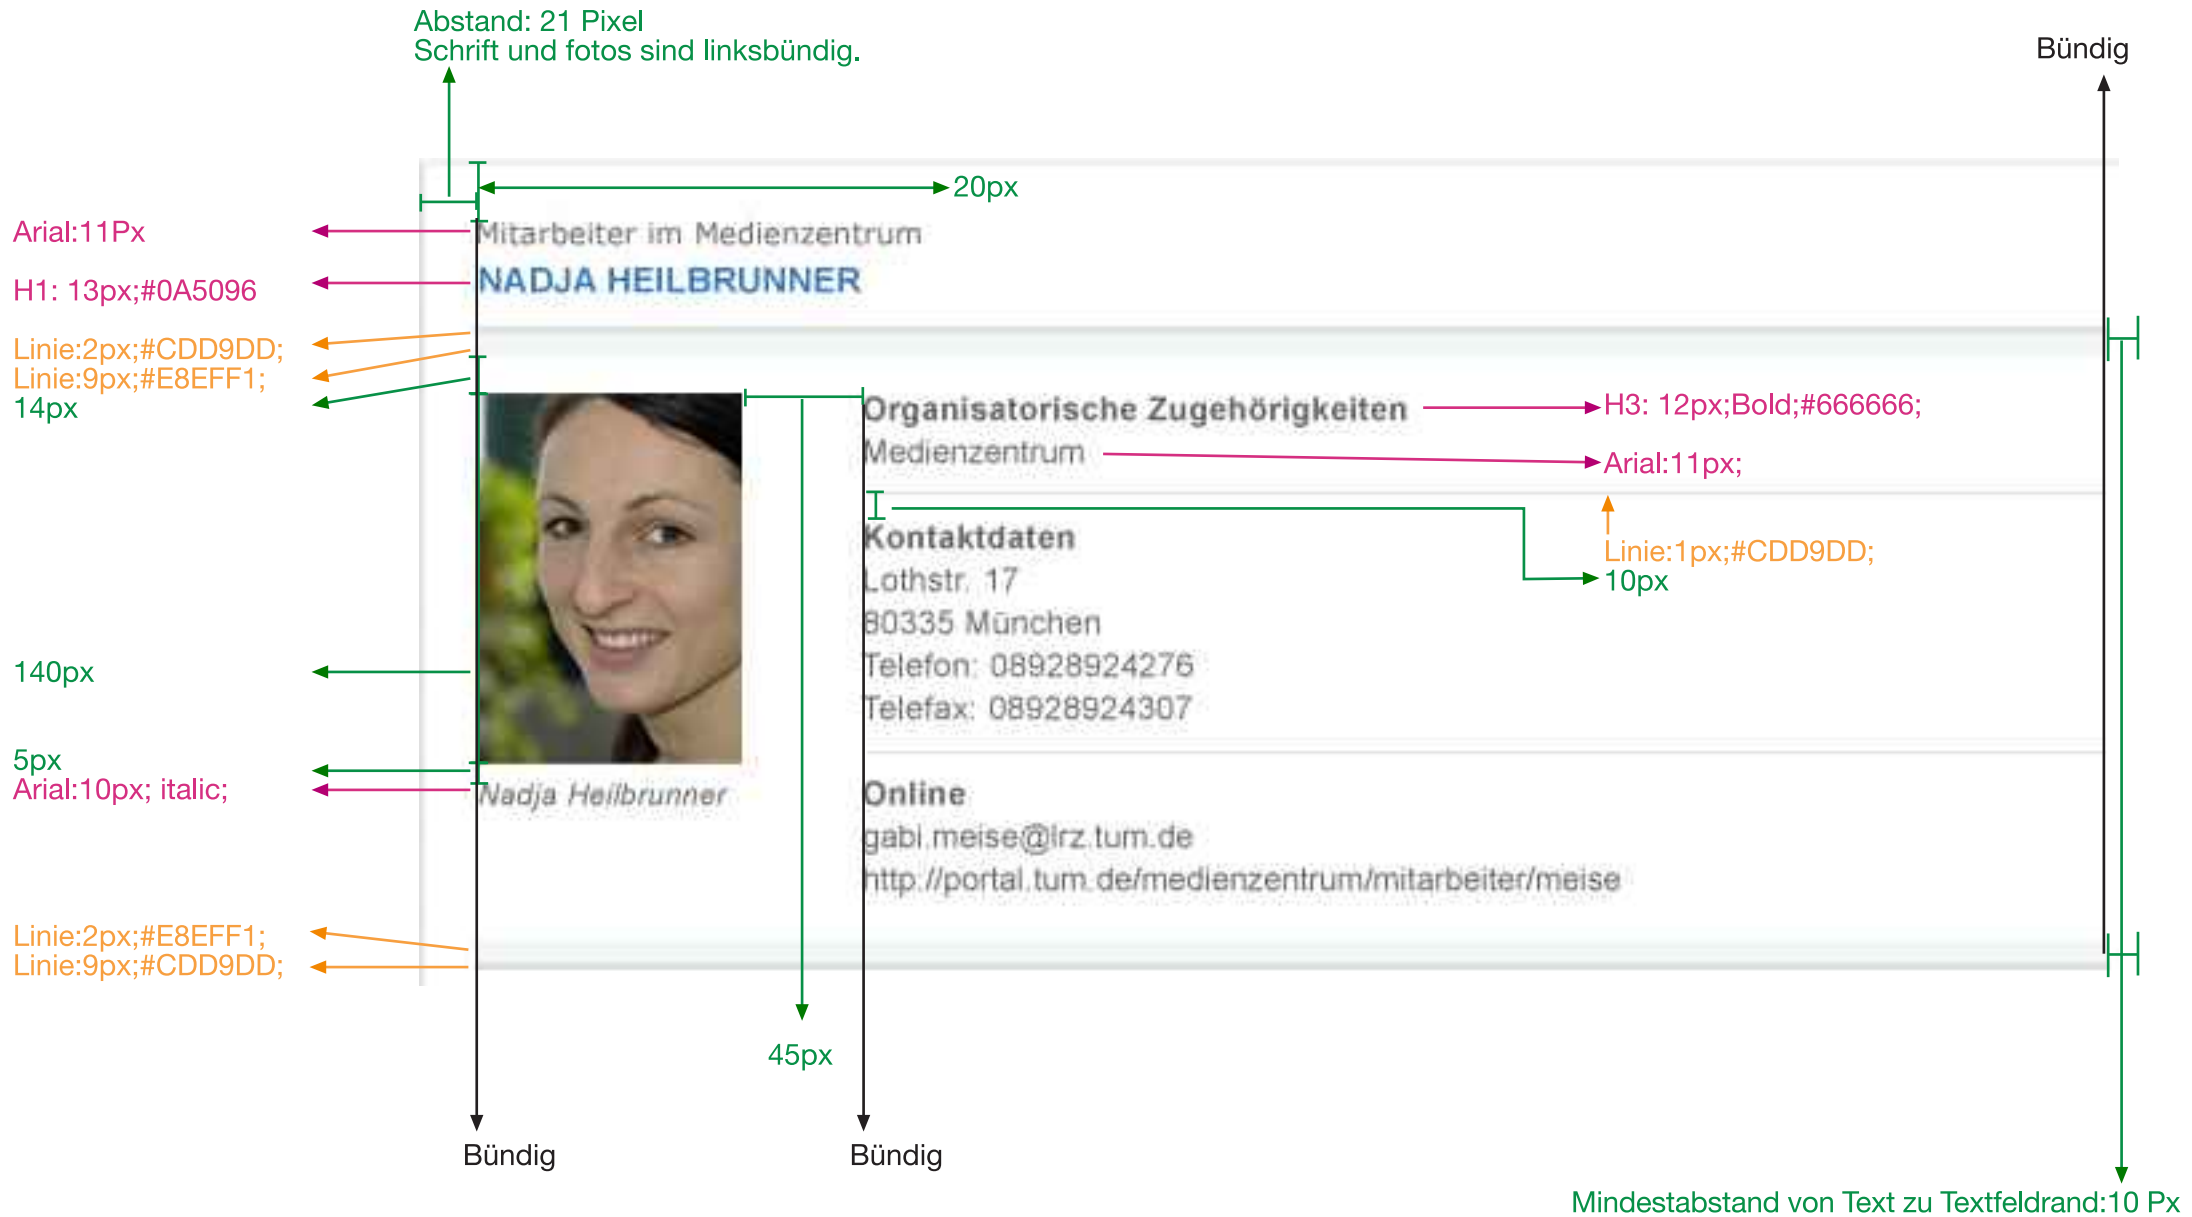 Abstand: 21 Pixel
Schrift und fotos sind linksbündig.
Bündig
20px
Arial:11Px
Mitarbeiter im Medienzentrum
H1: 13px;#0A5096
NADJA HEILBRUNNER
Linie:2px;#CDD9DD;
Linie:9px;#E8EFF1;
14px
Organisatorische Zugehörigkeiten
H3: 12px;Bold;#666666;
Medienzentrum
Arial:11px;
Kontaktdaten
Linie:1px;#CDD9DD;
Lothstr. 17
10px
80335 München
Telefon: 08928924276
140px
Telefax: 08928924307
5px
Arial:10px; italic;
Nadja Heilbrunner
Online
gabi.meise@lrz.tum.de
http://portal.tum.de/medienzentrum/mitarbeiter/meise
Linie:2px;#E8EFF1;
Linie:9px;#CDD9DD;
45px
Bündig
Bündig
Mindestabstand von Text zu Textfeldrand:10 Px